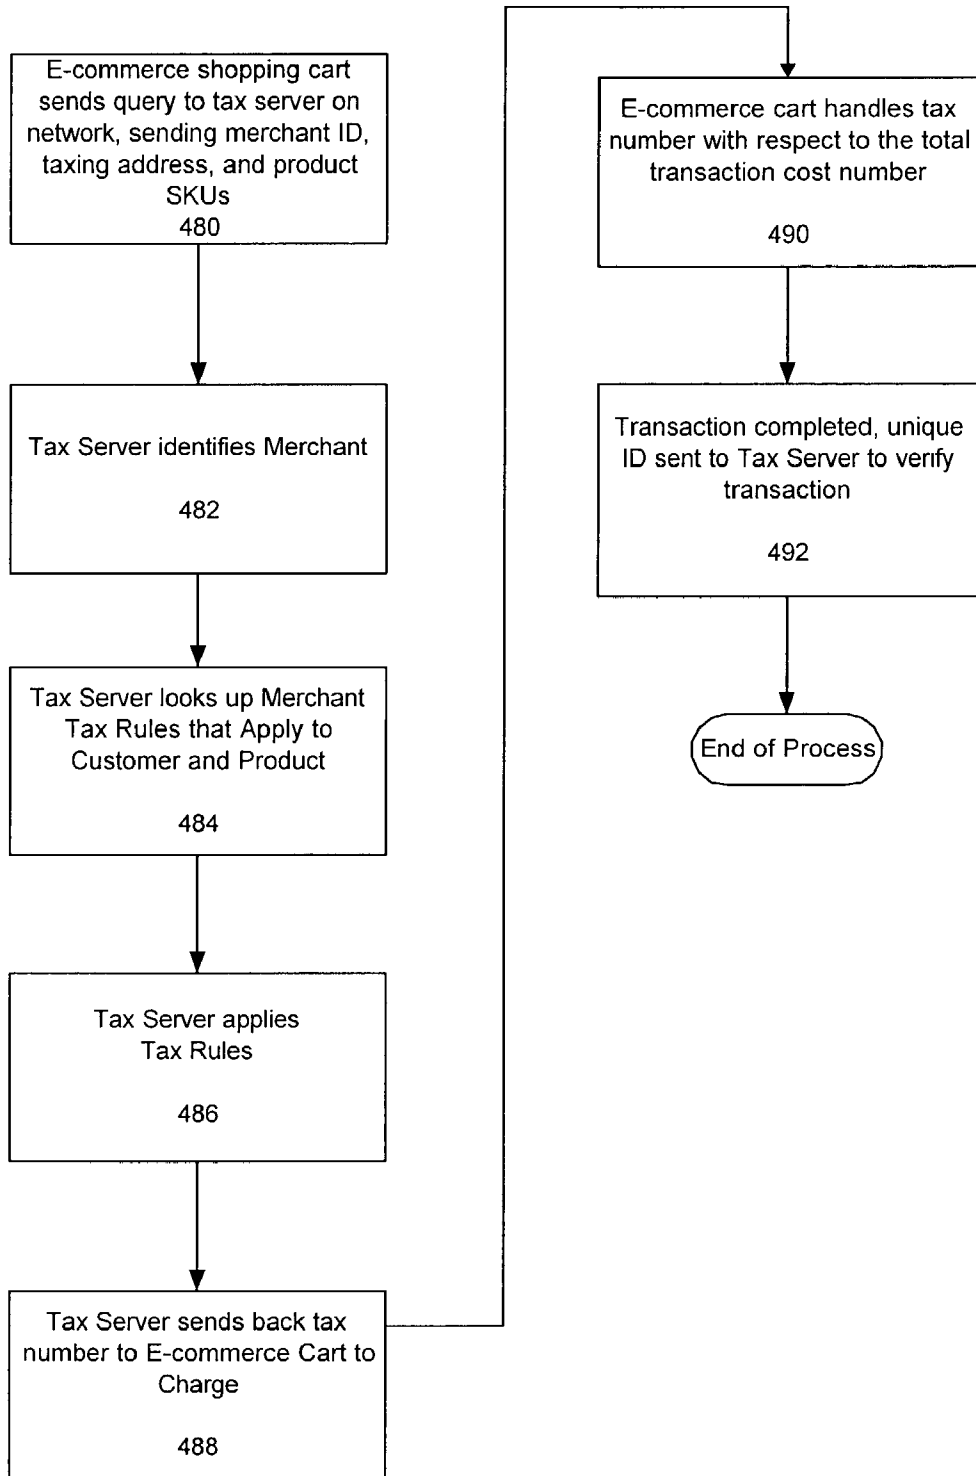 E-commerce shopping cart
sends query to tax server on
network, sending merchant ID,
taxing address, and product
SKUs
480
Tax Server identifies Merchant
482
Tax Server looks up Merchant
Tax Rules that Apply to
Customer and Product
484
Tax Server applies
Tax Rules
486
Tax Server sends back tax
number to E-commerce Cart to
Charge
488
E-commerce cart handles tax
number with respect to the total
transaction cost number
490
Transaction completed, unique
ID sent to Tax Server to verify
transaction
492
End of Process